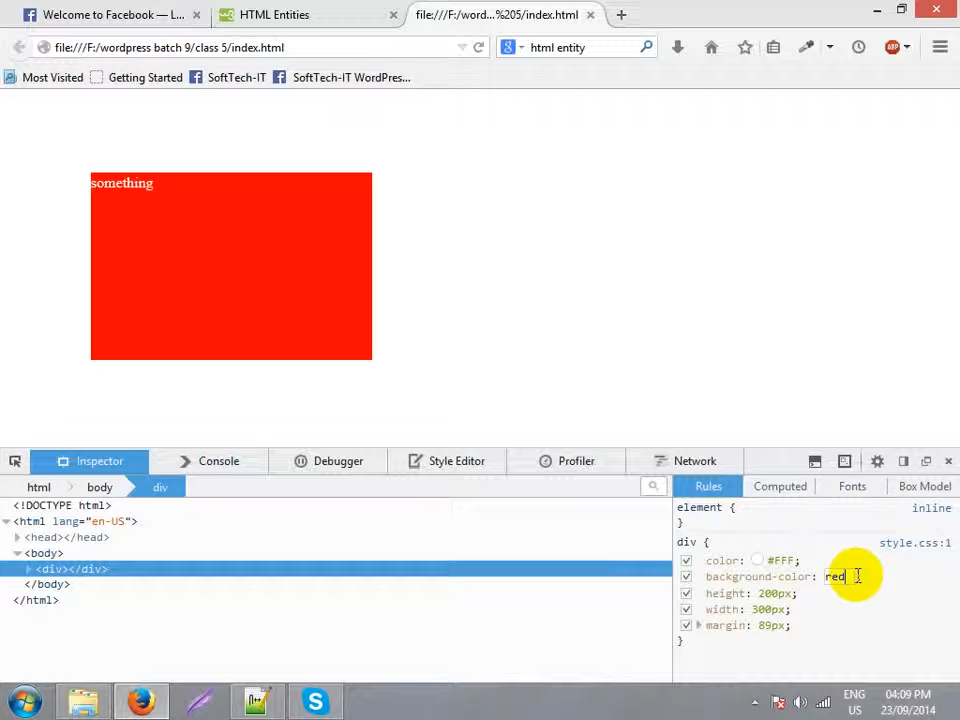 Welcome to Facebook — L...
HTML Entities
file:///F:/word...%205/index.html
file:///F:/wordpress batch 9/class 5/index.html
html entity
ABP
Most Visited
Getting Started
SoftTech-IT
SoftTech-IT WordPres...
something
Inspector
Console
Debugger
Style Editor
Profiler
Network
html
body
div
Rules
Computed
Fonts
Box Model
<!DOCTYPE html>
<html lang="en-US">
<head></head>
<body>
<div></div>
</body>
</html>
element {
inline
}
div {
style.css:1
color: #FFF;
background-color: red
height: 200px;
width: 300px;
margin: 89px;
}
ENG
US
04:09 PM
23/09/2014